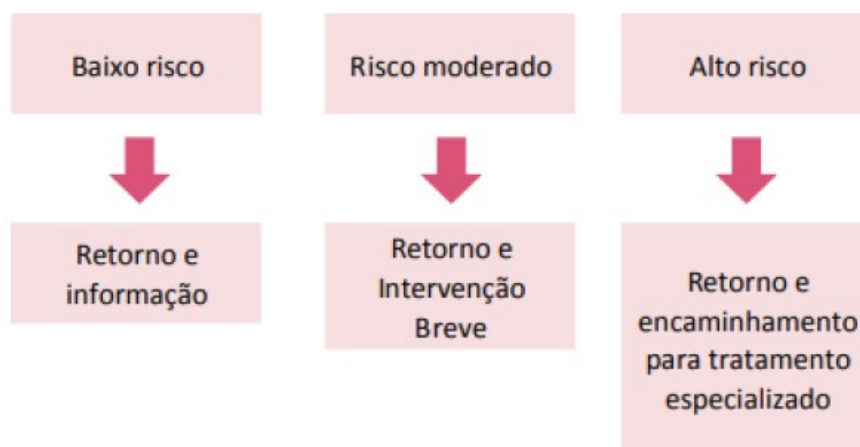 Baixo risco
Risco moderado
Alto risco
Retorno e
informação
Retorno e
Intervenção
Breve
Retorno e
encaminhamento
para tratamento
especializado